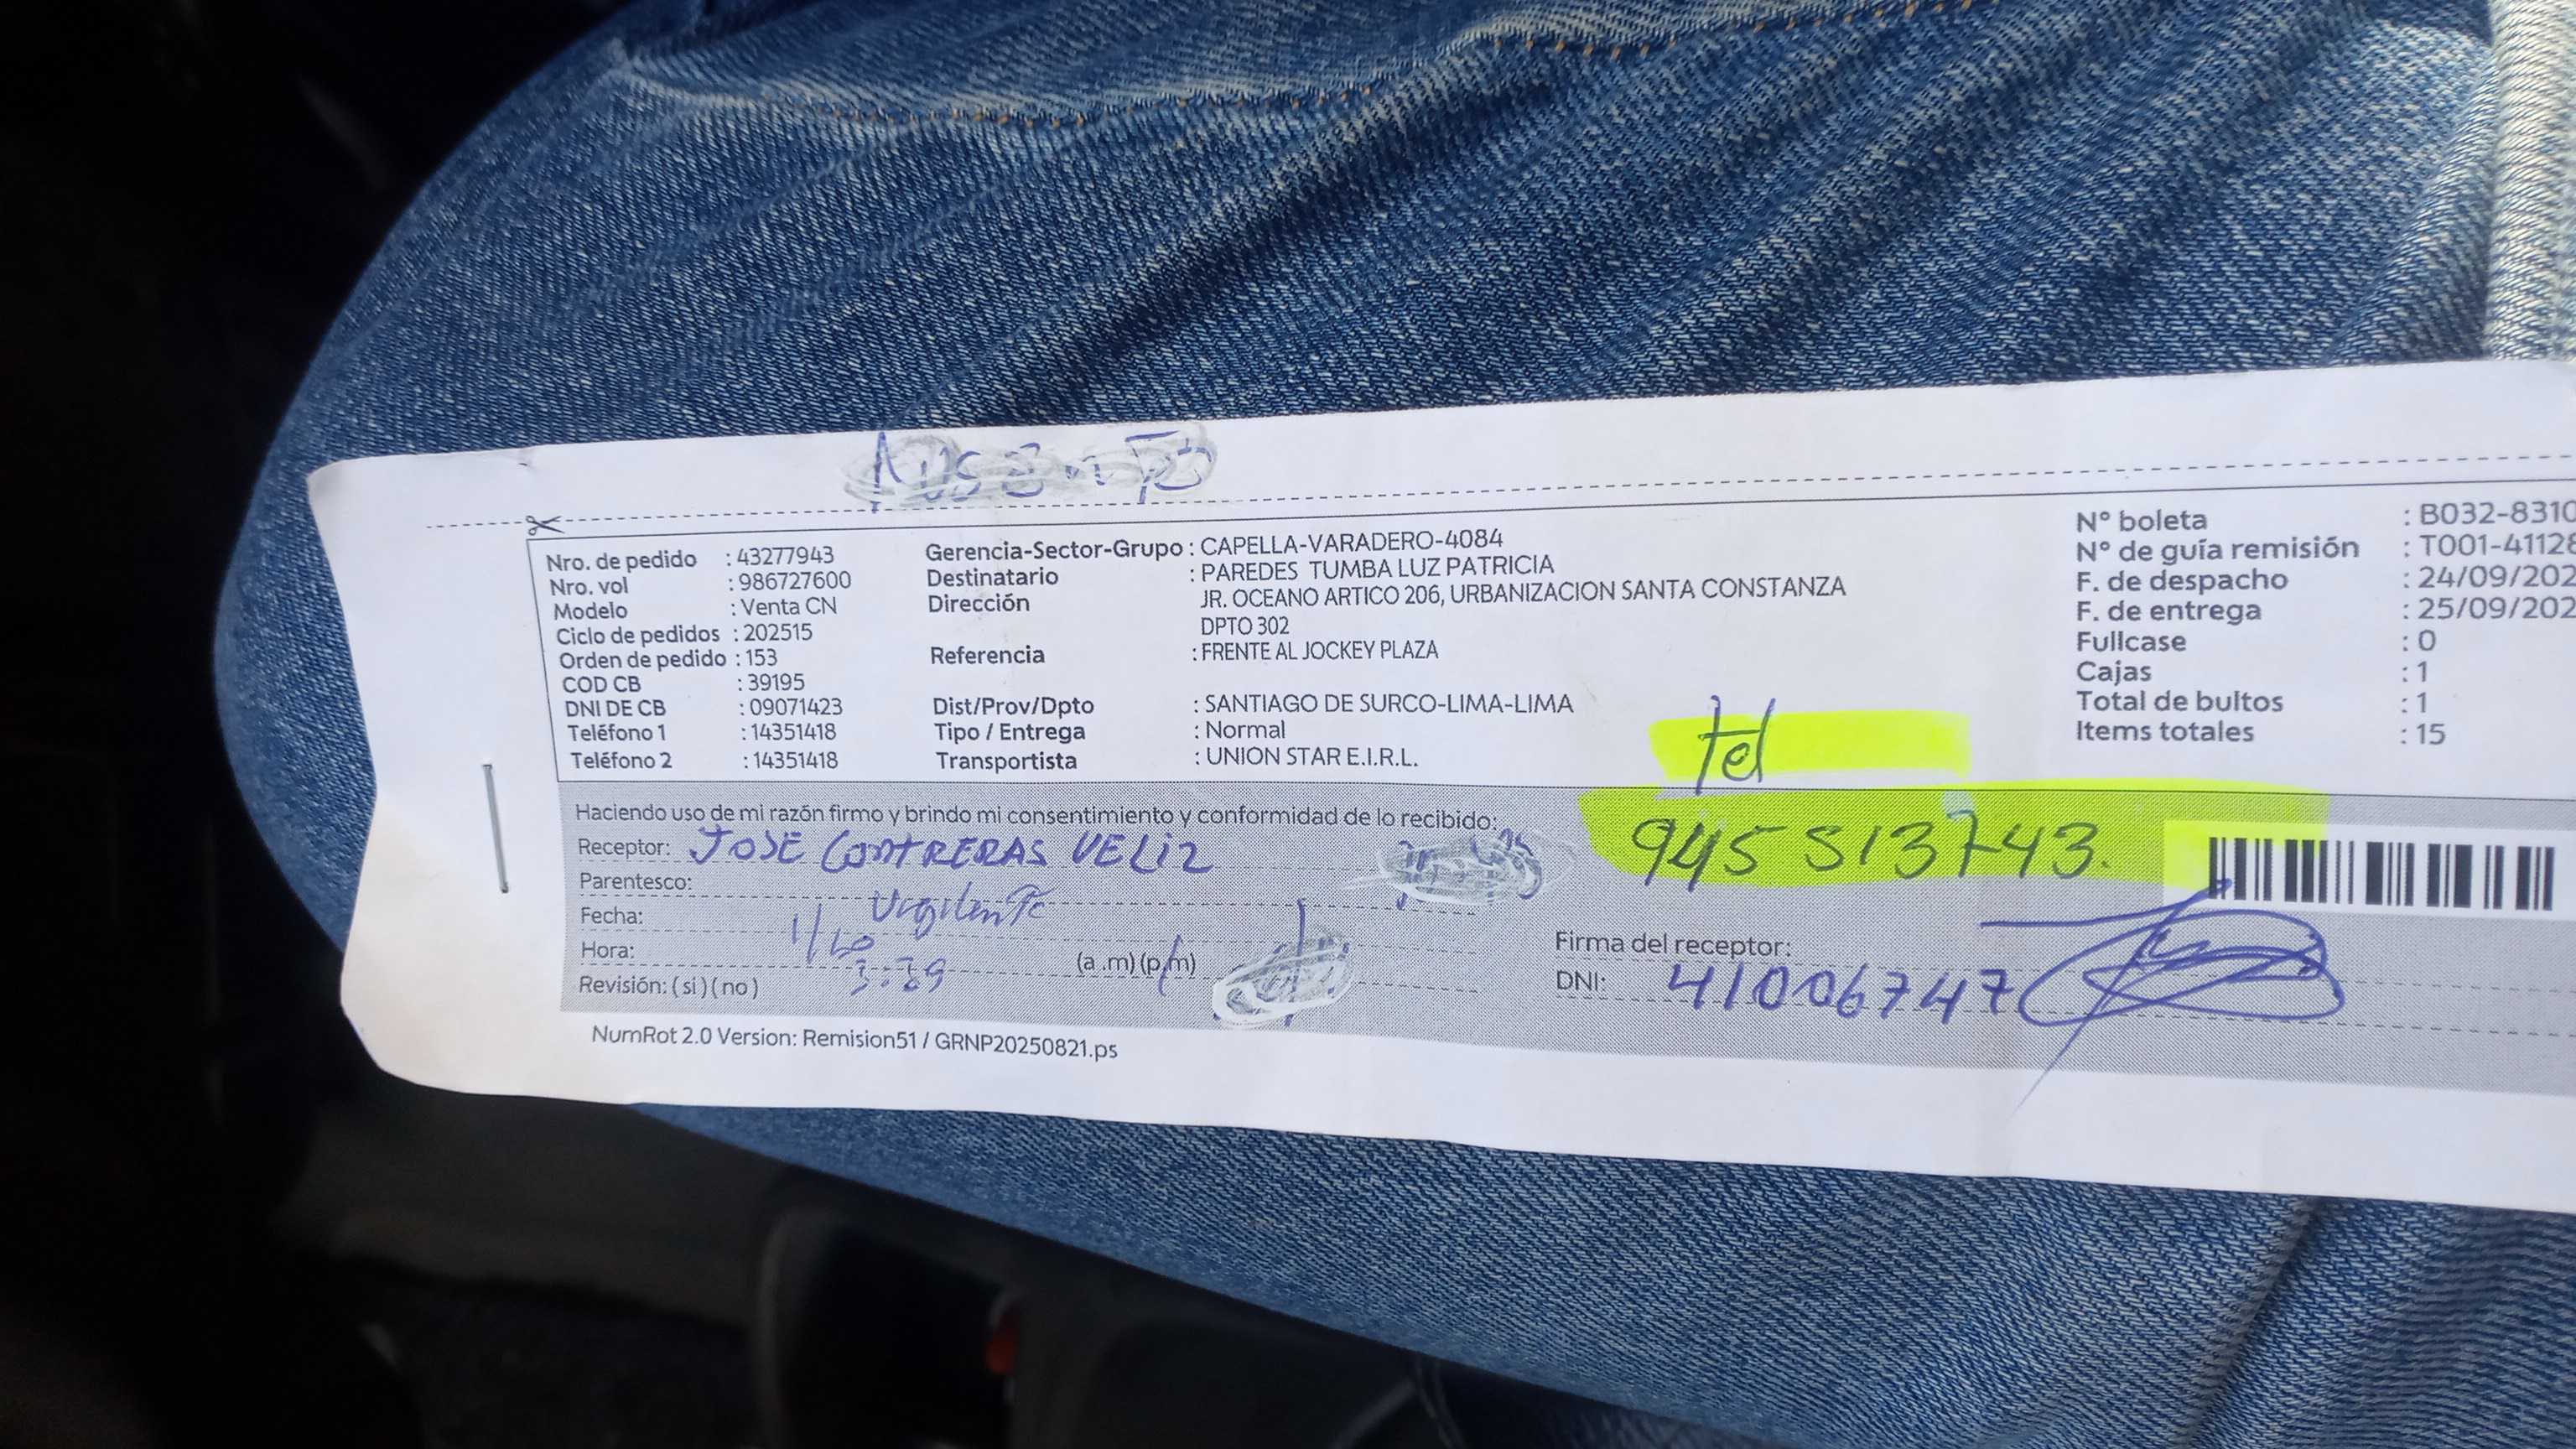 Ausento
Nro. de pedido : 43277943
Nro. vol : 986727600
Modelo : Venta CN
Ciclo de pedidos : 202515
Orden de pedido : 153
COD CB : 39195
DNI DE CB : 09071423
Teléfono 1 : 14351418
Teléfono 2 : 14351418
Gerencia-Sector-Grupo : CAPELLA-VARADERO-4084
Destinatario : PAREDES TUMBA LUZ PATRICIA
Dirección JR. OCEANO ARTICO 206, URBANIZACION SANTA CONSTANZA
DPTO 302
Referencia : FRENTE AL JOCKEY PLAZA
Dist/Prov/Dpto : SANTIAGO DE SURCO-LIMA-LIMA
Tipo / Entrega : Normal
Transportista : UNION STAR E.I.R.L.
Nº boleta : B032-8310
Nº de guía remisión : T001-41128
F. de despacho : 24/09/202
F. de entrega : 25/09/202
Fullcase : 0
Cajas : 1
Total de bultos : 1
Items totales : 15
tel
945 513743.
Haciendo uso de mi razón firmo y brindo mi consentimiento y conformidad de lo recibido:
Receptor: JOSE CONTRERAS VELIZ
Parentesco: Vigilante
Fecha: 1/10
Hora: 3:39 (a .m) (p.m)
Revisión: ( si ) ( no )
Firma del receptor:
DNI: 41006747
NumRot 2.0 Version: Remision51 / GRNP20250821.ps